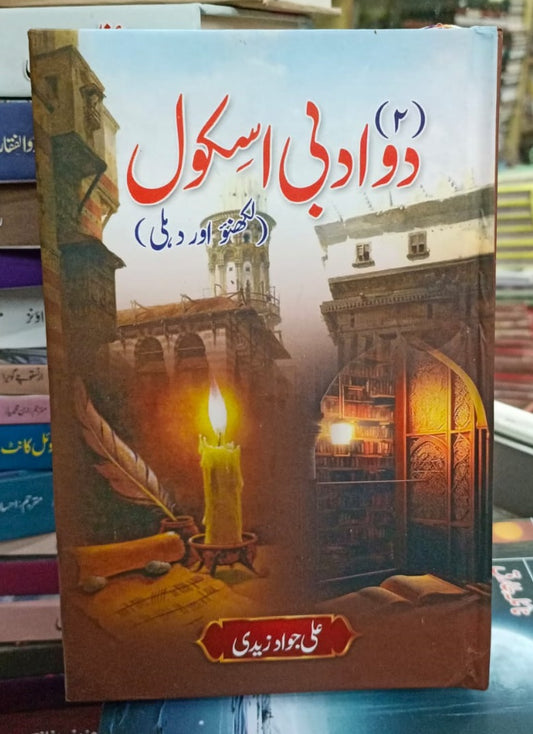 (۲)
دو ادبی اسکول
(لکھنؤ اور دہلی)
علی جواد زیدی